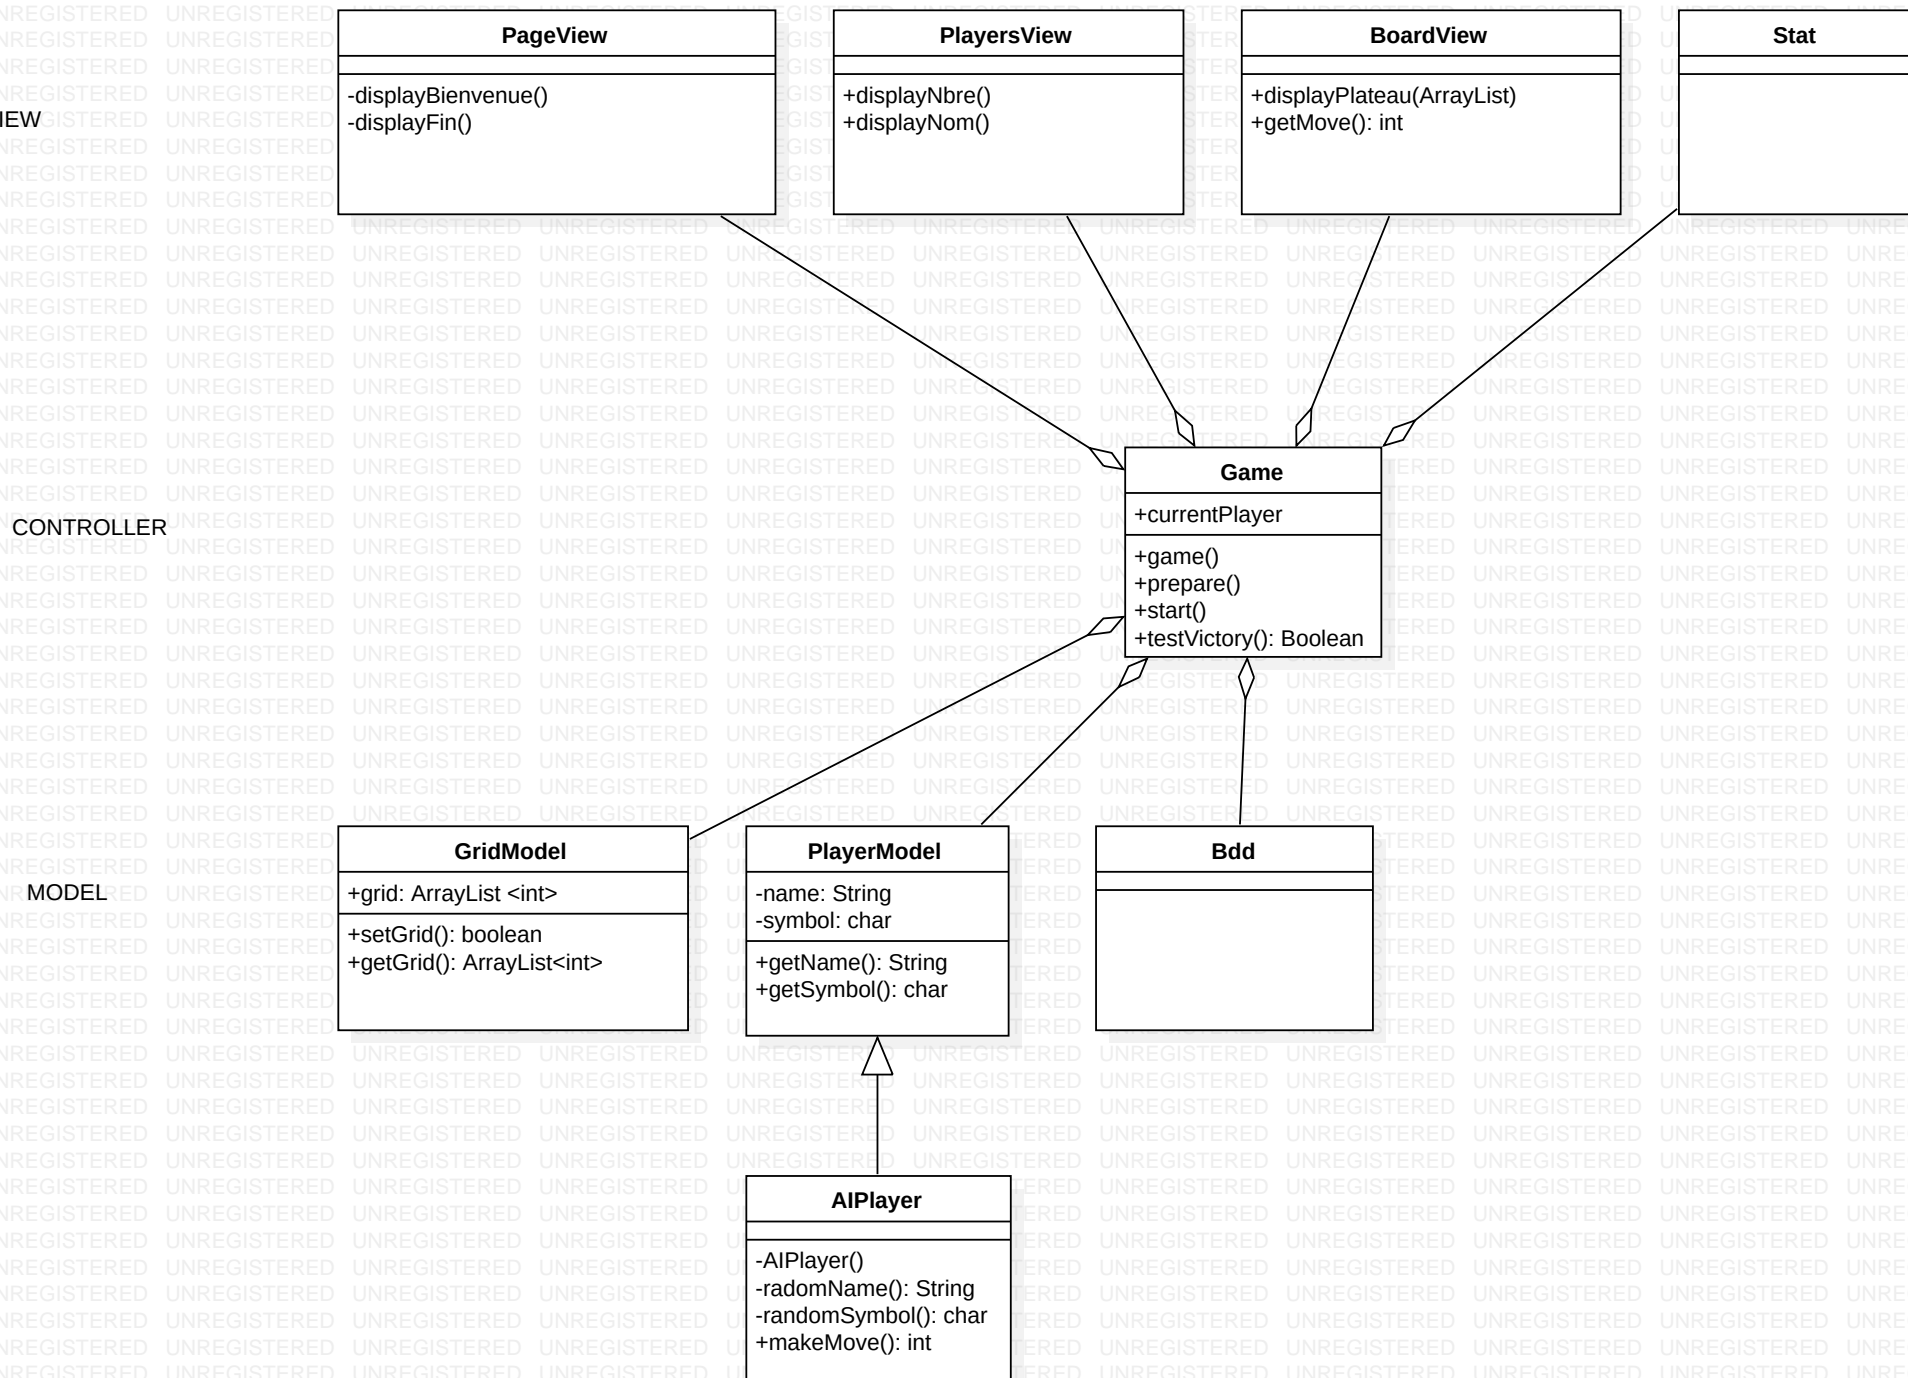 PageView
-displayBienvenue()
-displayFin()
PlayersView
+displayNbre()
+displayNom()
BoardView
+displayPlateau(ArrayList)
+getMove(): int
Stat
IEW
CONTROLLER
Game
+currentPlayer
+game()
+prepare()
+start()
+testVictory(): Boolean
MODEL
GridModel
+grid: ArrayList <int>
+setGrid(): boolean
+getGrid(): ArrayList<int>
PlayerModel
-name: String
-symbol: char
+getName(): String
+getSymbol(): char
Bdd
AIPlayer
-AIPlayer()
-radomName(): String
-randomSymbol(): char
+makeMove(): int
UNREGISTERED